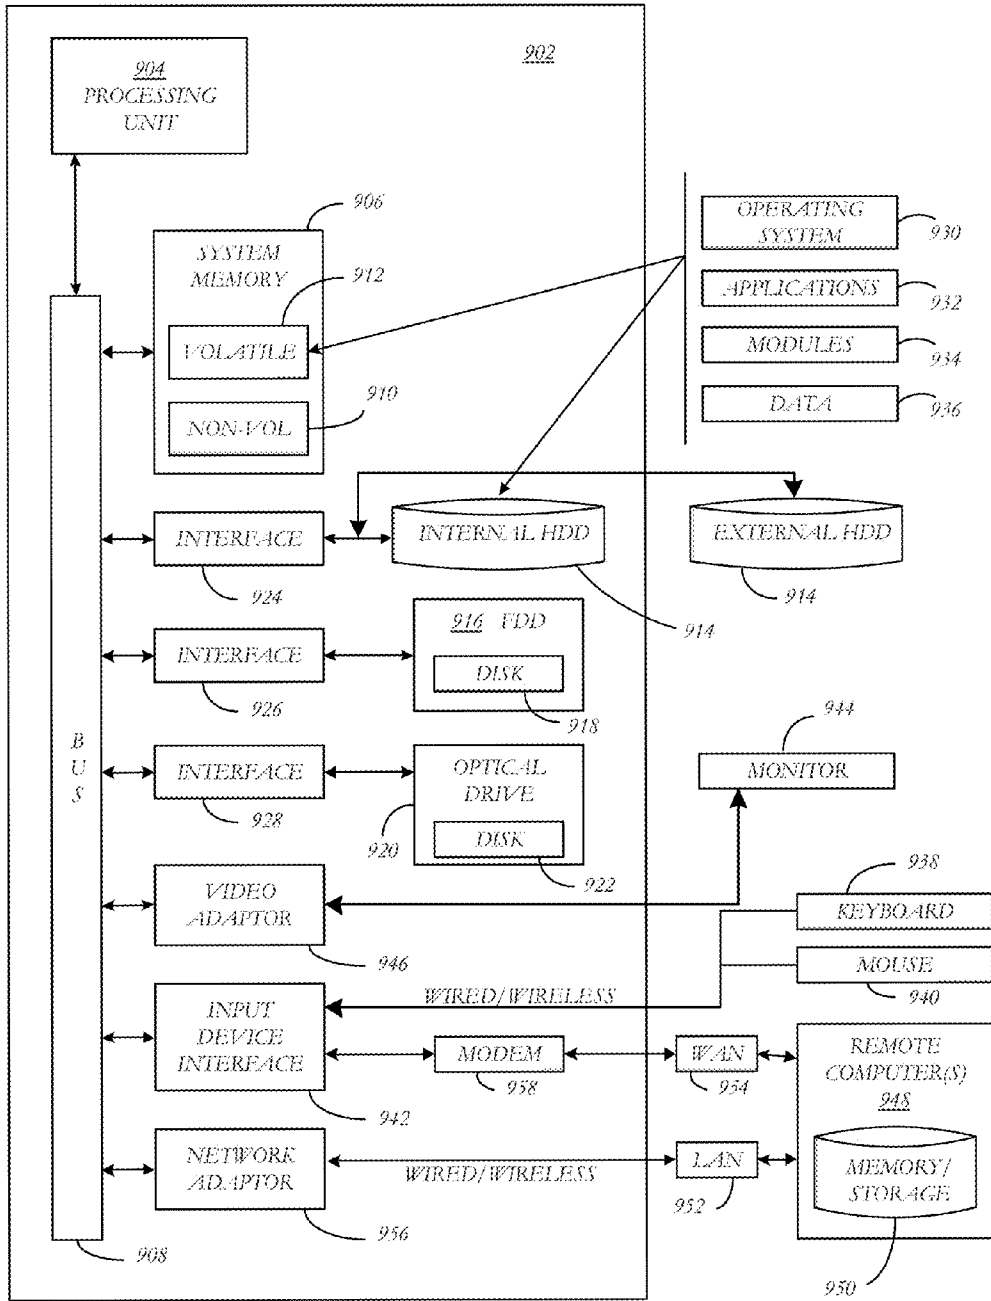 902
904
PROCESSING
UNIT
906
SYSTEM
MEMORY
912
VOLATILE
910
NON-VOL
OPERATING
SYSTEM
930
APPLICATIONS
932
MODULES
934
DATA
936
INTERFACE
924
INTERNAL HDD
914
EXTERNAL HDD
914
INTERFACE
926
916 FDD
DISK
918
B
U
S
INTERFACE
928
OPTICAL
DRIVE
920
DISK
922
944
MONITOR
VIDEO
ADAPTOR
946
938
KEYBOARD
MOUSE
940
WIRED/WIRELESS
INPUT
DEVICE
INTERFACE
942
MODEM
958
WAN
954
REMOTE
COMPUTER(S)
948
MEMORY/
STORAGE
950
NETWORK
ADAPTOR
956
WIRED/WIRELESS
LAN
952
908